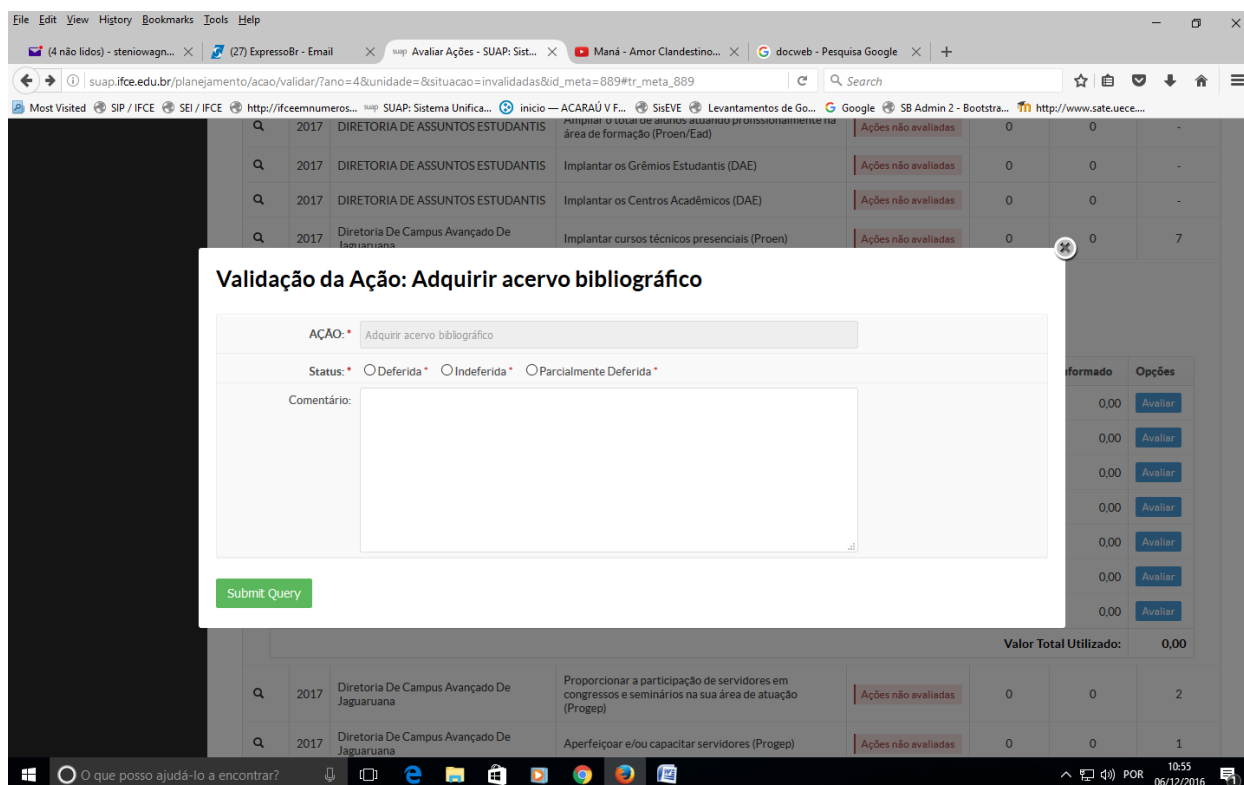 File Edit View History Bookmarks Tools Help
(4 não lidos) - steniowagn... (27) ExpressoBr - Email suap Avaliar Ações - SUAP: Sist... Maná - Amor Clandestino... docweb - Pesquisa Google
suap.ifce.edu.br/planejamento/acao/validar/?ano=4&unidade=&situacao=invalidadas&id_meta=889#tr_meta_889 Search
Most Visited SIP / IFCE SEI / IFCE http://ifceemnumeros... suap SUAP: Sistema Unifica... inicio — ACARAÚ V F... SisEVE Levantamentos de Go... Google SB Admin 2 - Bootstra... http://www.sate.uece....
2017 DIRETORIA DE ASSUNTOS ESTUDANTIS Ampliar o total de alunos atuando profissionalmente na Ações não avaliadas 0 0 -
área de formação (Proen/Ead)
2017 DIRETORIA DE ASSUNTOS ESTUDANTIS Implantar os Grêmios Estudantis (DAE) Ações não avaliadas 0 0 -
2017 DIRETORIA DE ASSUNTOS ESTUDANTIS Implantar os Centros Acadêmicos (DAE) Ações não avaliadas 0 0 -
2017 Diretoria De Campus Avançado De Implantar cursos técnicos presenciais (Proen) Ações não avaliadas 0 0 7
Jaguaruana
Validação da Ação: Adquirir acervo bibliográfico
AÇÃO: * Adquirir acervo bibliográfico
Status: * Deferida * Indeferida * Parcialmente Deferida *
Comentário:
Submit Query
nformado Opções
0,00 Avaliar
0,00 Avaliar
0,00 Avaliar
0,00 Avaliar
0,00 Avaliar
0,00 Avaliar
0,00 Avaliar
Valor Total Utilizado: 0,00
2017 Diretoria De Campus Avançado De Jaguaruana Proporcionar a participação de servidores em congressos e seminários na sua área de atuação (Progep) Ações não avaliadas 0 0 2
2017 Diretoria De Campus Avançado De Jaguaruana Aperfeiçoar e/ou capacitar servidores (Progep) Ações não avaliadas 0 0 1
O que posso ajudá-lo a encontrar? POR 10:55
06/12/2016